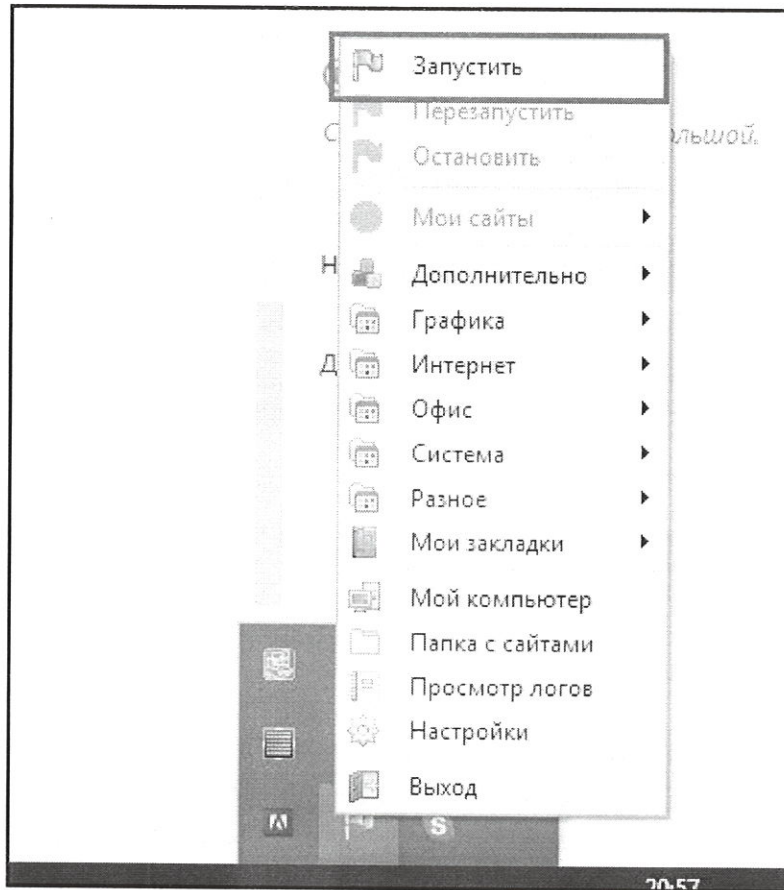 Запустить
Перезапустить
С
льшой.
Остановить
Мои сайты
Н
Дополнительно
Графика
Д
Интернет
Офис
Система
Разное
Мои закладки
Мой компьютер
Папка с сайтами
Просмотр логов
Настройки
Выход
S
20:57